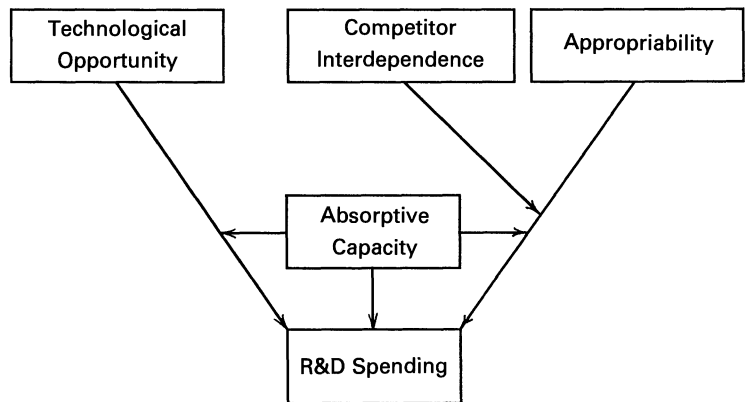 Technological
Opportunity
Competitor
Interdependence
Appropriability
Absorptive
Capacity
R&D Spending